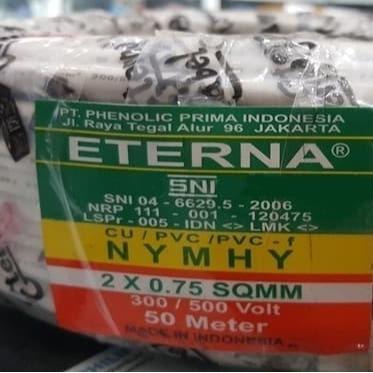 PT. PHENOLIC PRIMA INDONESIA
Jl. Raya Tegal Alur 96 JAKARTA
ETERNA®
SNI
SNI 04 - 6629.5 - 2006
NRP 111 - 001 - 120475
LSPr - 005 - IDN <> LMK <>
CU / PVC / PVC - f
NYMHY
2 X 0.75 SQMM
300 / 500 Volt
50 Meter
MADE IN INDONESIA